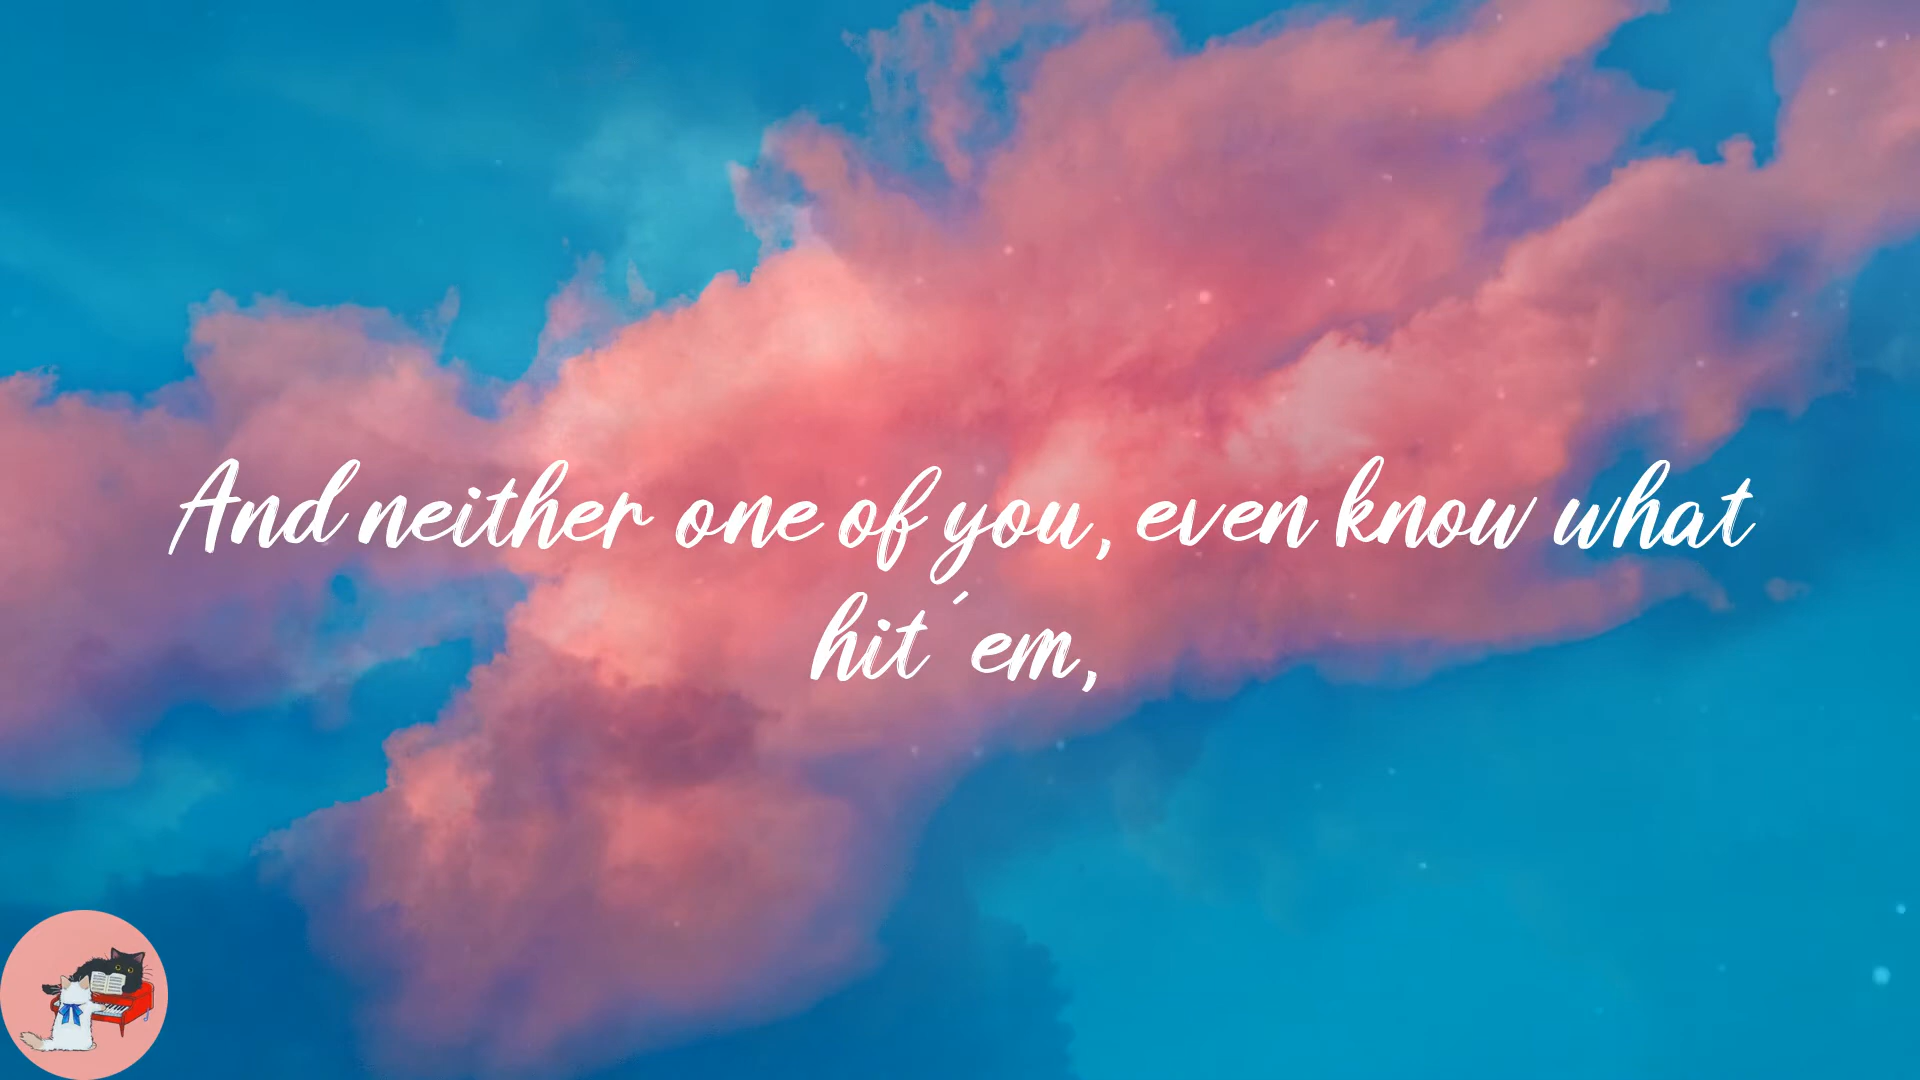 And neither one of you, even know what
hit ´em,